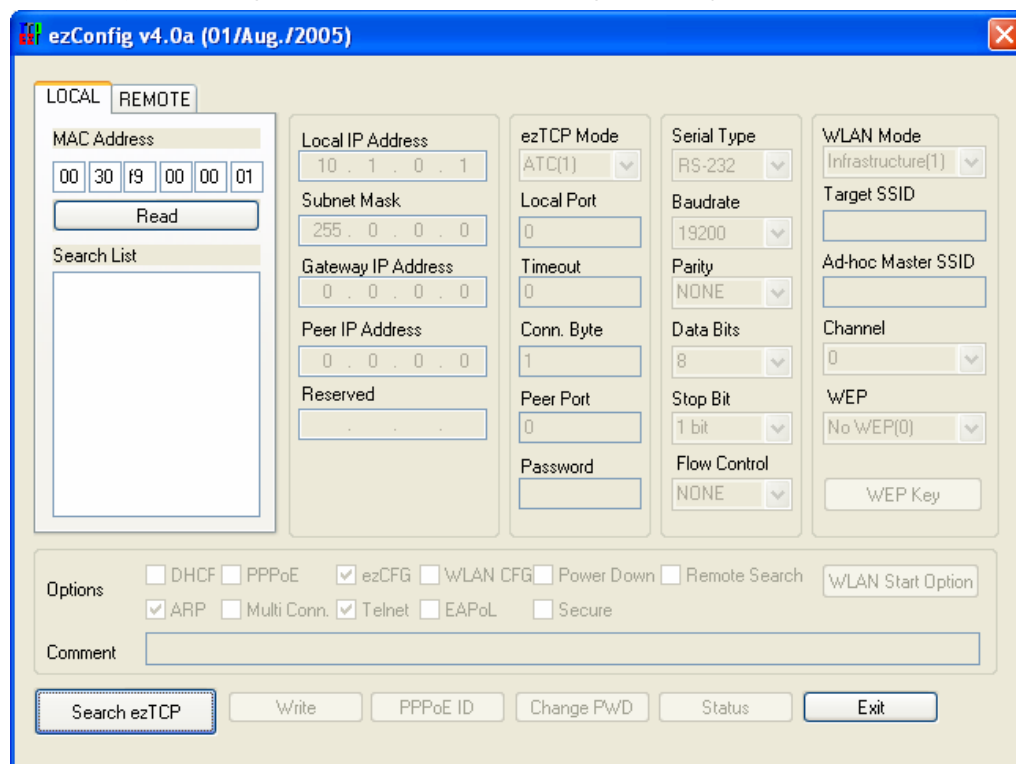 ezConfig v4.0a (01/Aug./2005)
LOCAL REMOTE
MAC Address
00 30 f9 00 00 01
Read
Search List
Local IP Address
10 . 1 . 0 . 1
Subnet Mask
255 . 0 . 0 . 0
Gateway IP Address
0 . 0 . 0 . 0
Peer IP Address
0 . 0 . 0 . 0
Reserved
. . .
ezTCP Mode
ATC(1)
Local Port
0
Timeout
0
Conn. Byte
1
Peer Port
0
Password
Serial Type
RS-232
Baudrate
19200
Parity
NONE
Data Bits
8
Stop Bit
1 bit
Flow Control
NONE
WLAN Mode
Infrastructure(1)
Target SSID
Ad-hoc Master SSID
Channel
0
WEP
No WEP(0)
WEP Key
Options
DHCF PPPoE ezCFG WLAN CFG Power Down Remote Search
ARP Multi Conn. Telnet EAPoL Secure
WLAN Start Option
Comment
Search ezTCP Write PPPoE ID Change PWD Status Exit